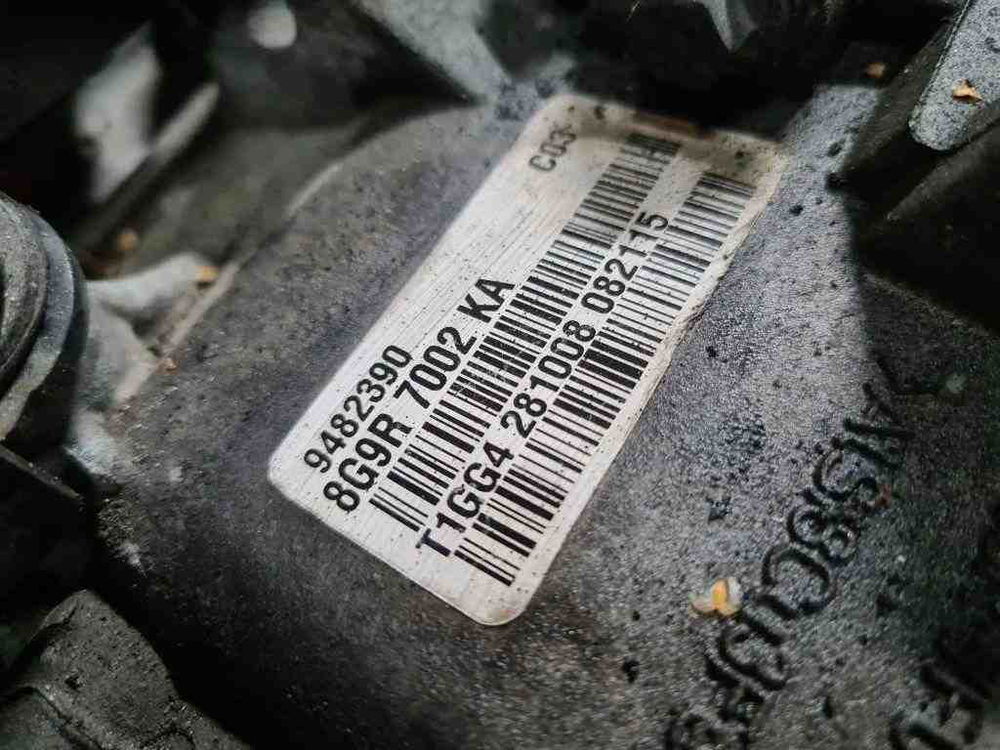 C03-
9482390
8G9R 7002 KA
T1GG4 281008 082115